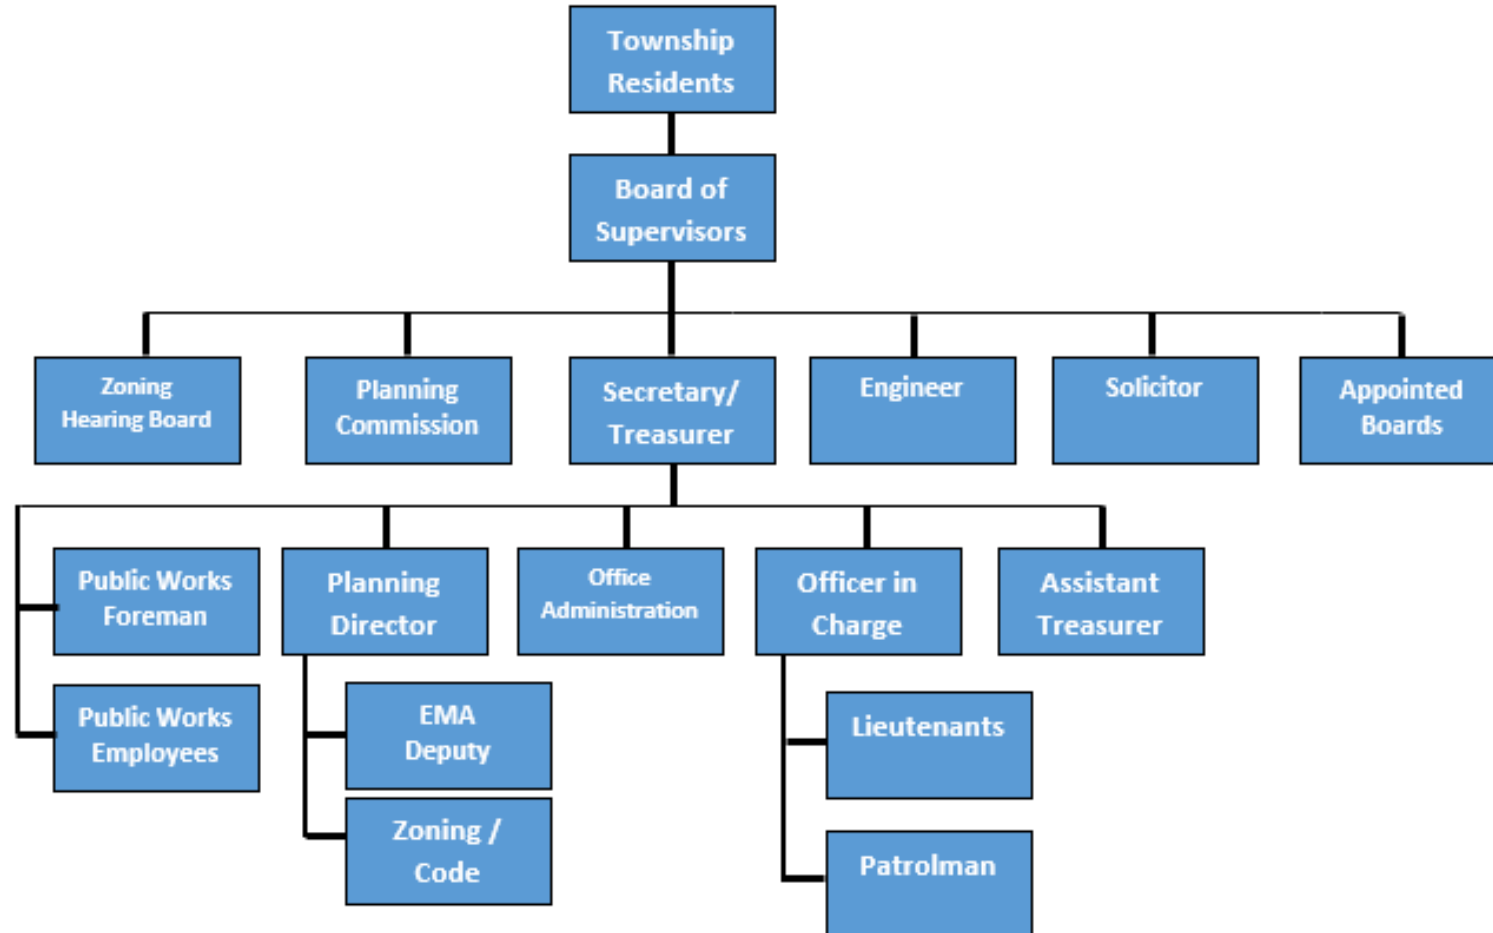 Township
Residents
Board of
Supervisors
Zoning
Hearing Board
Planning
Commission
Secretary/
Treasurer
Engineer
Solicitor
Appointed
Boards
Public Works
Foreman
Planning
Director
Office
Administration
Officer in
Charge
Assistant
Treasurer
Public Works
Employees
EMA
Deputy
Lieutenants
Zoning /
Code
Patrolman